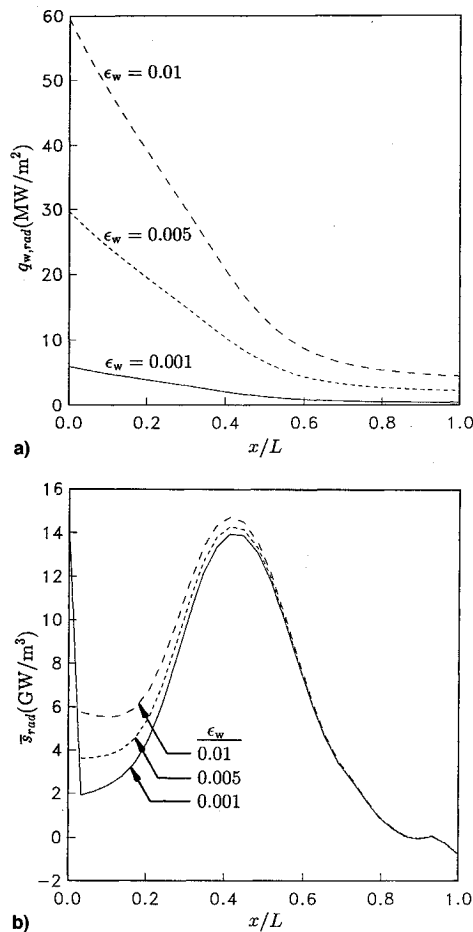 60
50
40
30
20
10
0
q_{w,rad}(MW/m²)
ϵ_w = 0.01
ϵ_w = 0.005
ϵ_w = 0.001
0.0 0.2 0.4 0.6 0.8 1.0
x/L
a)
16
14
12
10
8
6
4
2
0
−2
s̅_{rad}(GW/m³)
ϵ_w
0.01
0.005
0.001
0.0 0.2 0.4 0.6 0.8 1.0
x/L
b)